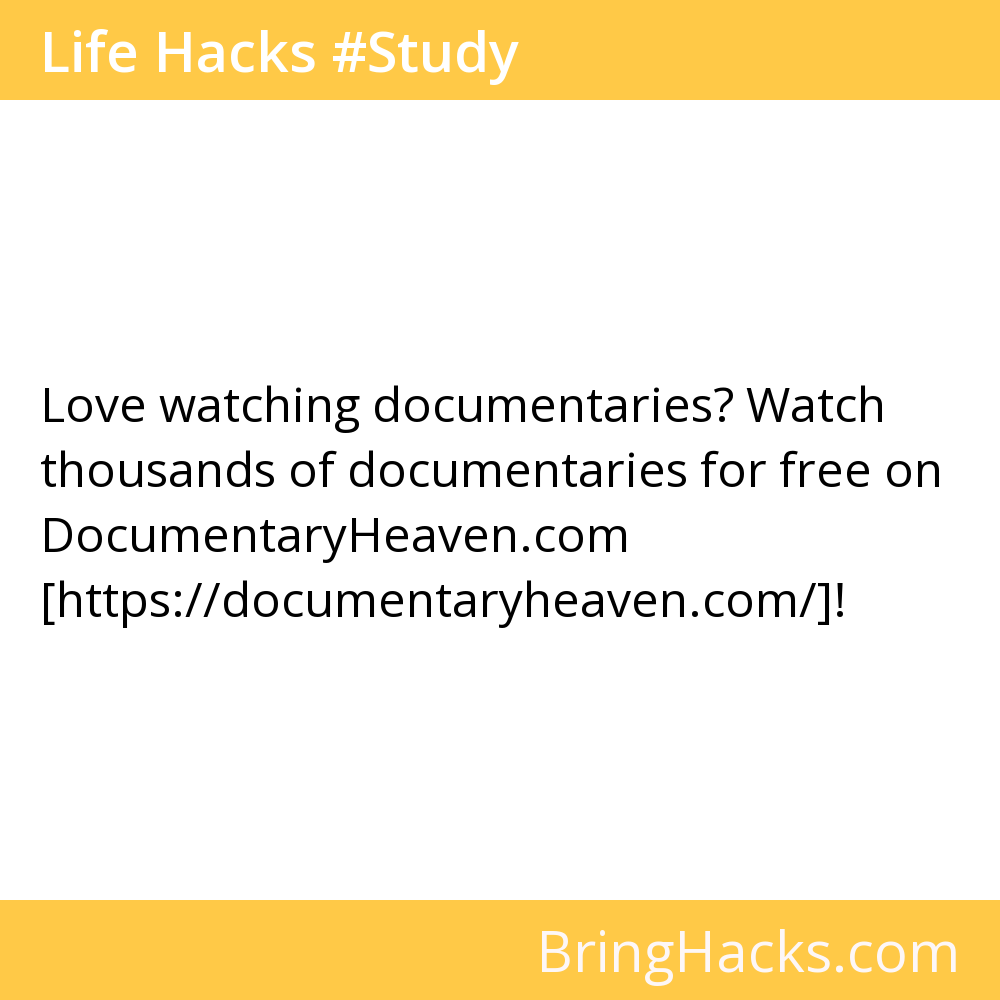 Life Hacks #Study
Love watching documentaries? Watch
thousands of documentaries for free on
DocumentaryHeaven.com
[https://documentaryheaven.com/]!
BringHacks.com